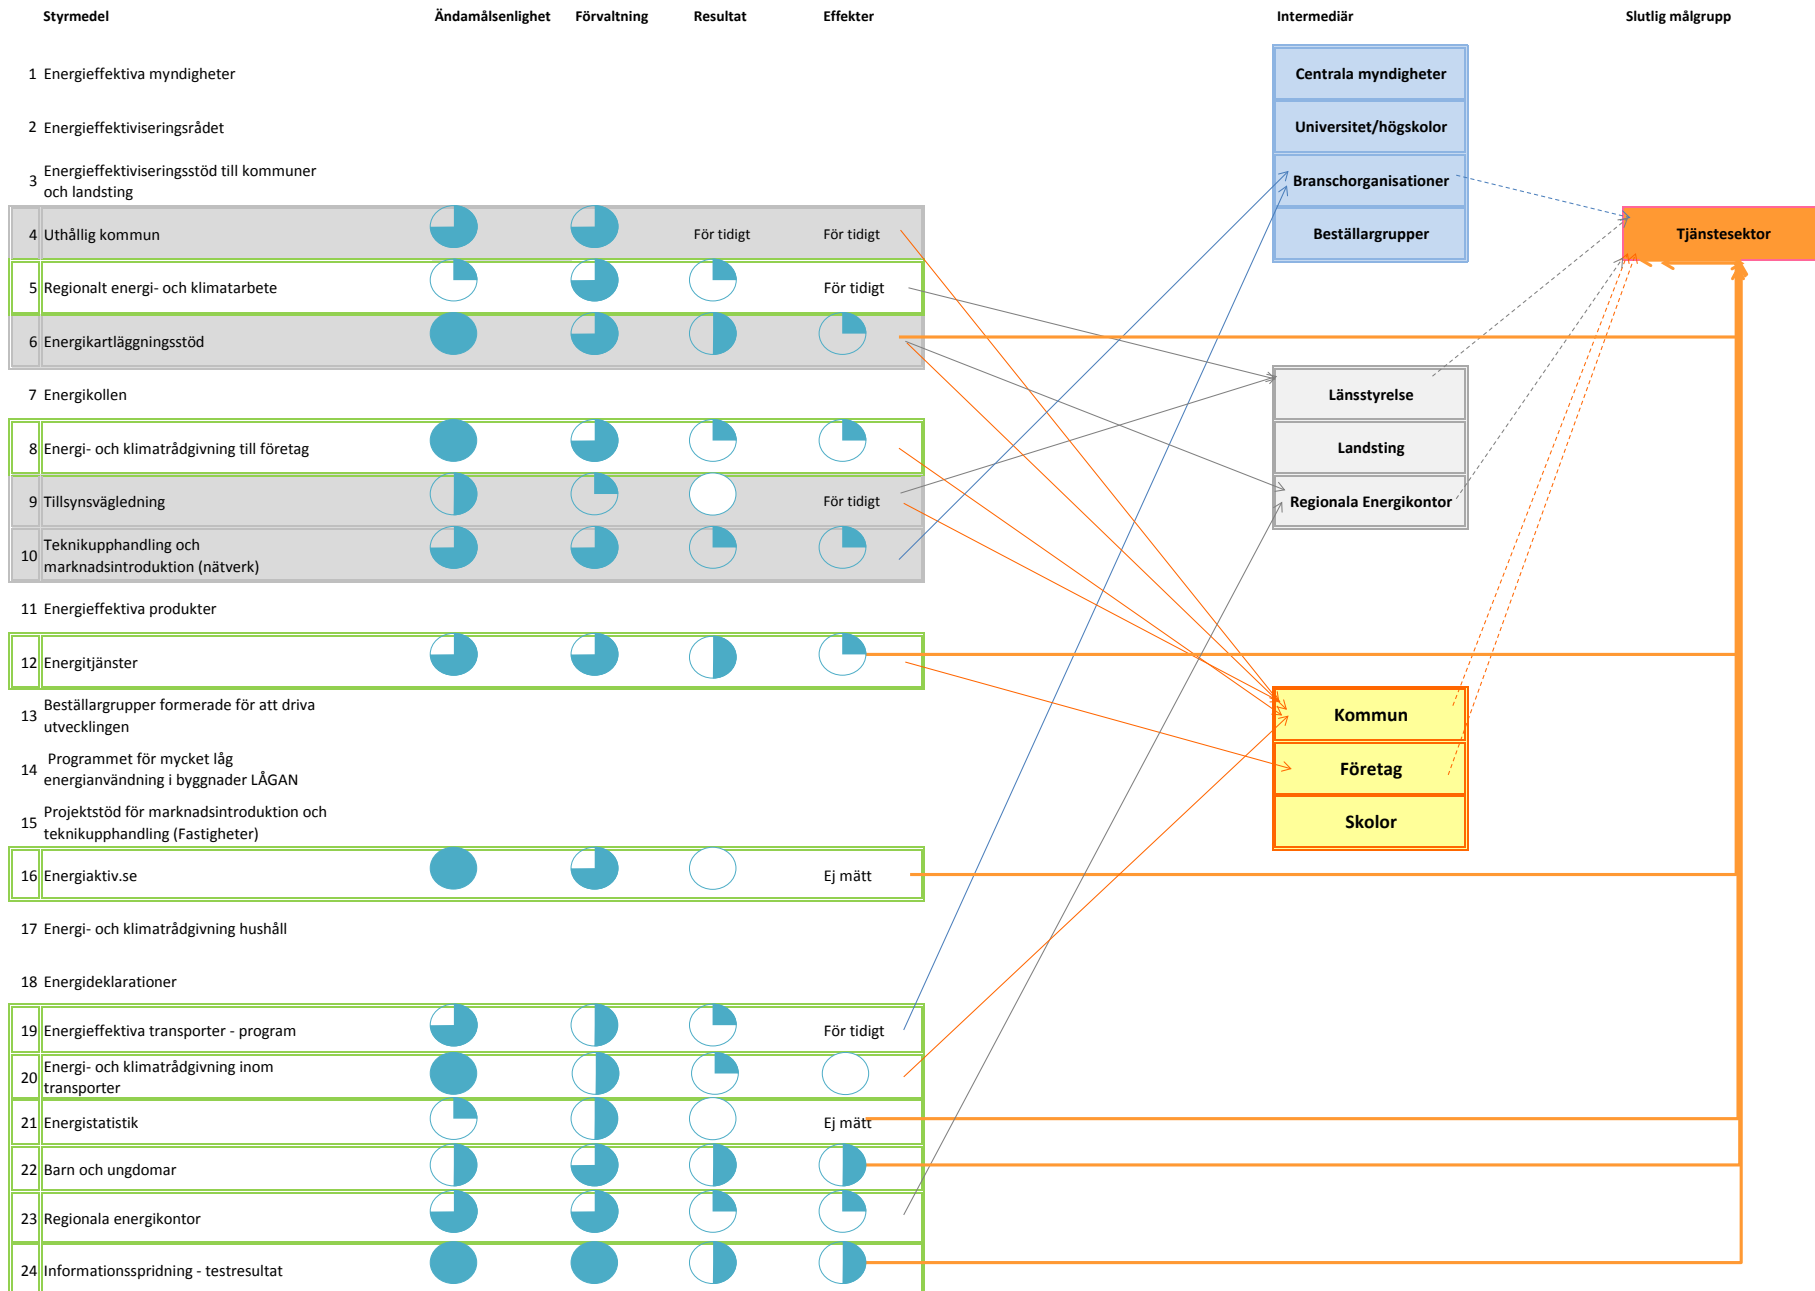 Styrmedel Ändamålsenlighet Förvaltning Resultat Effekter Intermediär Slutlig målgrupp
1 Energieffektiva myndigheter
2 Energieffektiviseringsrådet
3 Energieffektiviseringsstöd till kommuner
och landsting
4 Uthållig kommun För tidigt För tidigt
5 Regionalt energi- och klimatarbete För tidigt
6 Energikartläggningsstöd
7 Energikollen
8 Energi- och klimatrådgivning till företag
9 Tillsynsvägledning För tidigt
10 Teknikupphandling och
marknadsintroduktion (nätverk)
11 Energieffektiva produkter
12 Energitjänster
13 Beställargrupper formerade för att driva
utvecklingen
14 Programmet för mycket låg
energianvändning i byggnader LÅGAN
15 Projektstöd för marknadsintroduktion och
teknikupphandling (Fastigheter)
16 Energiaktiv.se Ej mätt
17 Energi- och klimatrådgivning hushåll
18 Energideklarationer
19 Energieffektiva transporter - program För tidigt
20 Energi- och klimatrådgivning inom
transporter
21 Energistatistik Ej mätt
22 Barn och ungdomar
23 Regionala energikontor
24 Informationsspridning - testresultat
Centrala myndigheter
Universitet/högskolor
Branschorganisationer
Beställargrupper
Länsstyrelse
Landsting
Regionala Energikontor
Kommun
Företag
Skolor
Tjänstesektor